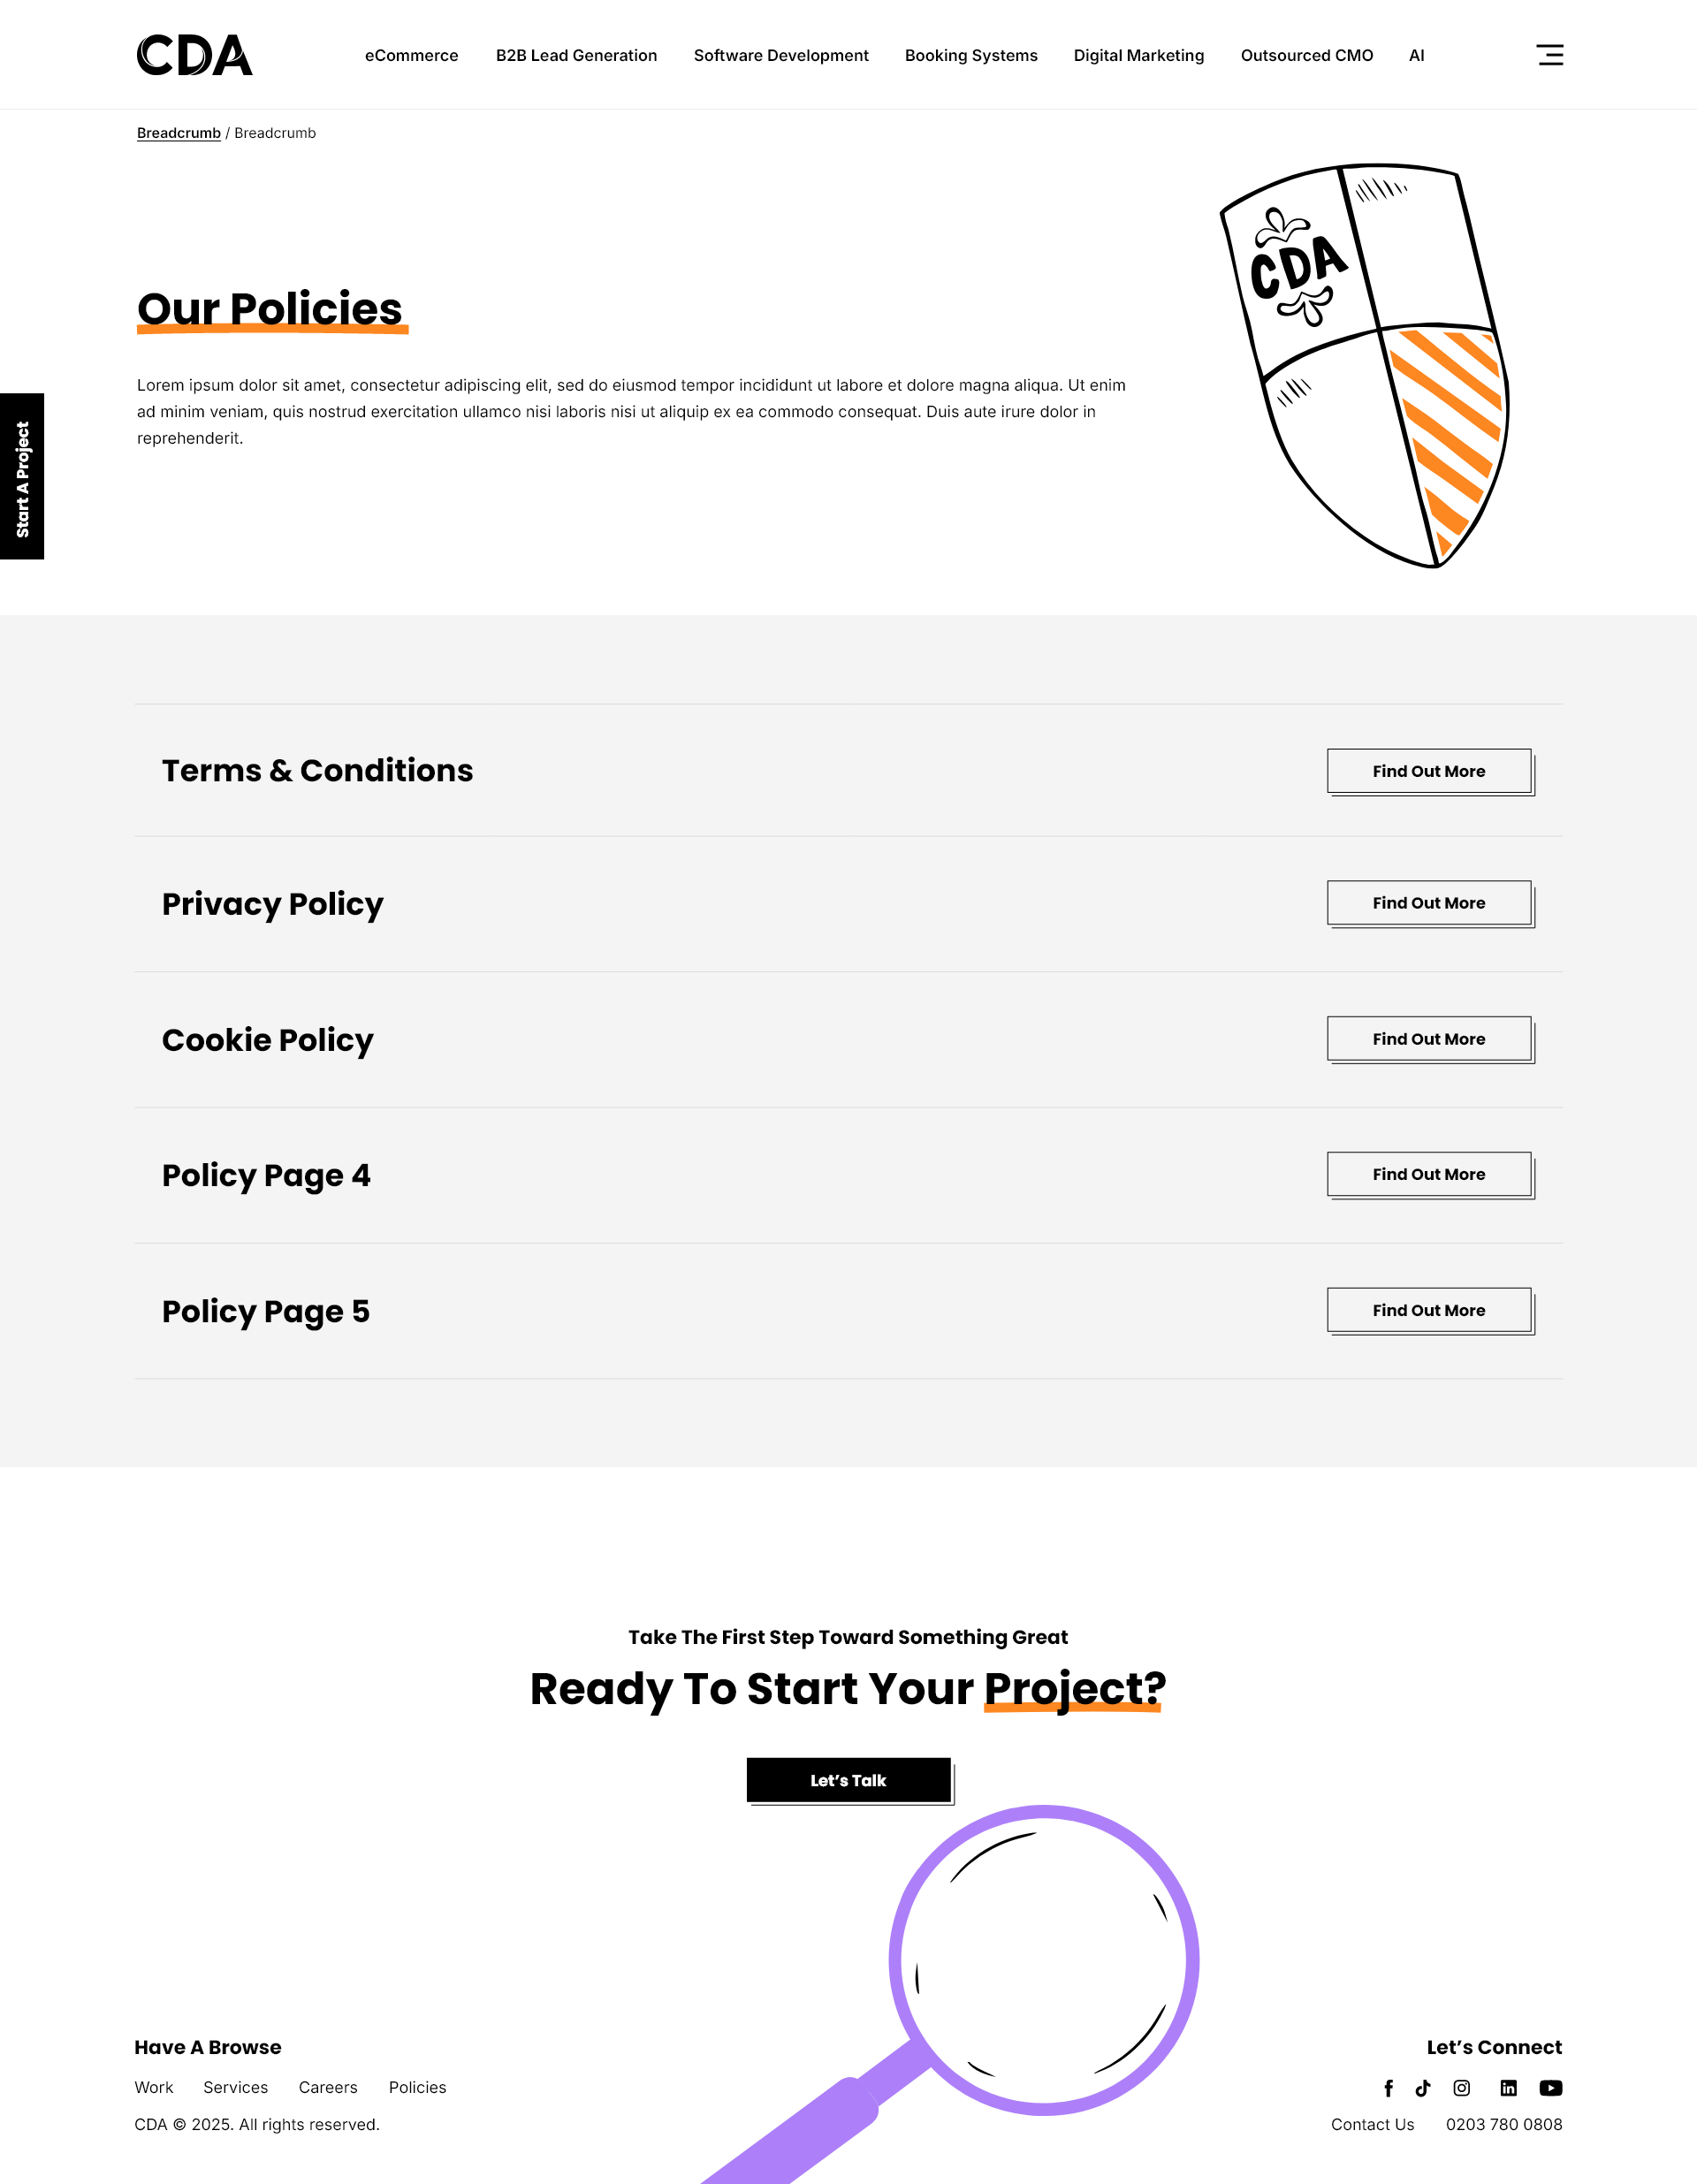 CDA
eCommerce B2B Lead Generation Software Development Booking Systems Digital Marketing Outsourced CMO AI
Breadcrumb / Breadcrumb
CDA
Our Policies
Lorem ipsum dolor sit amet, consectetur adipiscing elit, sed do eiusmod tempor incididunt ut labore et dolore magna aliqua. Ut enim
ad minim veniam, quis nostrud exercitation ullamco nisi laboris nisi ut aliquip ex ea commodo consequat. Duis aute irure dolor in
reprehenderit.
Start A Project
Terms & Conditions
Find Out More
Privacy Policy
Find Out More
Cookie Policy
Find Out More
Policy Page 4
Find Out More
Policy Page 5
Find Out More
Take The First Step Toward Something Great
Ready To Start Your Project?
Let’s Talk
Have A Browse
Work Services Careers Policies
CDA © 2025. All rights reserved.
Let’s Connect
Contact Us 0203 780 0808